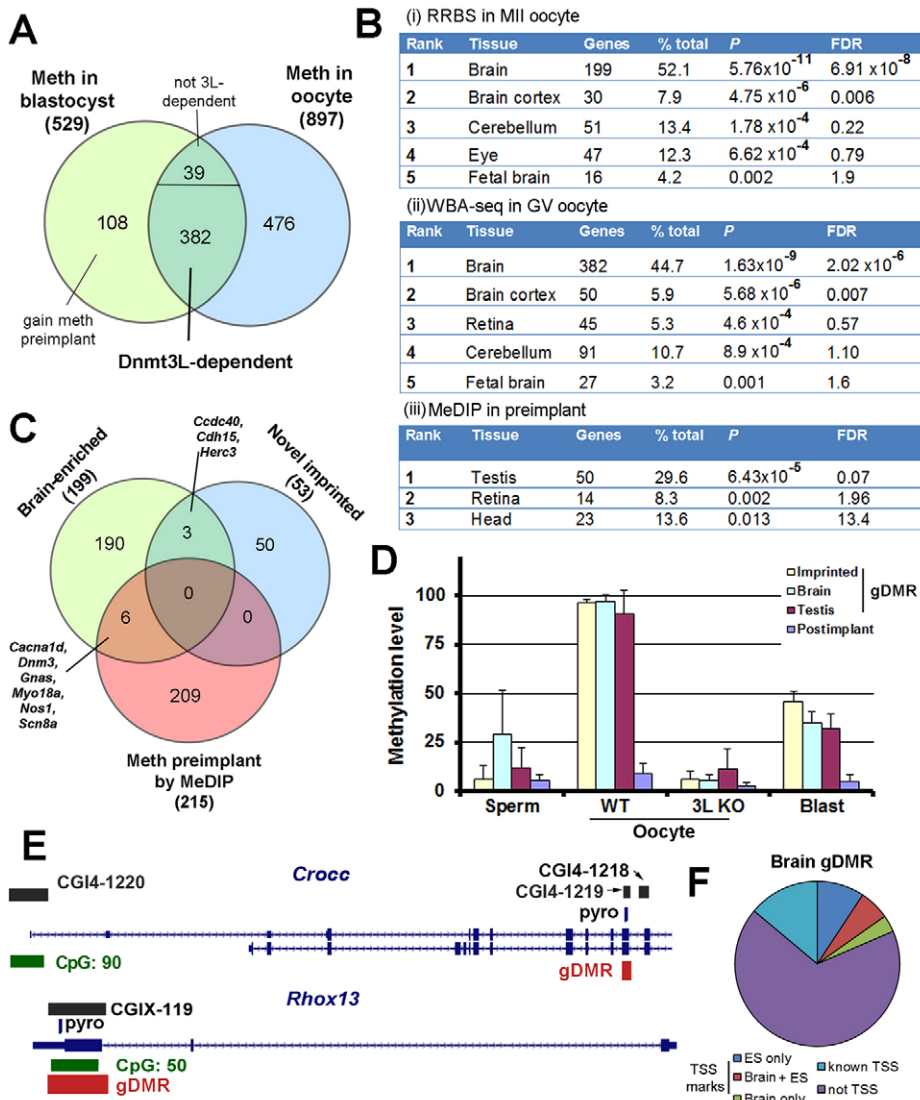 A
Meth in
blastocyst
(529)
not 3L-
dependent
Meth in
oocyte
(897)
39
108
382
476
gain meth
preimplant
Dnmt3L-dependent
B
(i) RRBS in MII oocyte
Rank Tissue Genes % total P FDR
1 Brain 199 52.1 5.76x10-11 6.91 x10-8
2 Brain cortex 30 7.9 4.75 x10-6 0.006
3 Cerebellum 51 13.4 1.78 x10-4 0.22
4 Eye 47 12.3 6.62 x10-4 0.79
5 Fetal brain 16 4.2 0.002 1.9
(ii)WBA-seq in GV oocyte
Rank Tissue Genes % total P FDR
1 Brain 382 44.7 1.63x10-9 2.02 x10-6
2 Brain cortex 50 5.9 5.68 x10-6 0.007
3 Retina 45 5.3 4.6 x10-4 0.57
4 Cerebellum 91 10.7 8.9 x10-4 1.10
5 Fetal brain 27 3.2 0.001 1.6
(iii)MeDIP in preimplant
Rank Tissue Genes % total P FDR
1 Testis 50 29.6 6.43x10-5 0.07
2 Retina 14 8.3 0.002 1.96
3 Head 23 13.6 0.013 13.4
C
Brain-enriched
(199)
Ccdc40,
Cdh15,
Herc3
Novel imprinted
(53)
190
3
50
0
6
0
209
Cacna1d,
Dnm3,
Gnas,
Myo18a,
Nos1,
Scn8a
Meth preimplant
by MeDIP
(215)
D
Methylation level
100
75
50
25
0
Imprinted
Brain
Testis
Postimplant
gDMR
Sperm WT 3L KO Blast
Oocyte
E
CGI4-1220
Crocc
CGI4-1218
CGI4-1219
pyro
CpG: 90
gDMR
Rhox13
CGIX-119
pyro
CpG: 50
gDMR
F
Brain gDMR
TSS
marks
ES only
Brain + ES
Brain only
known TSS
not TSS